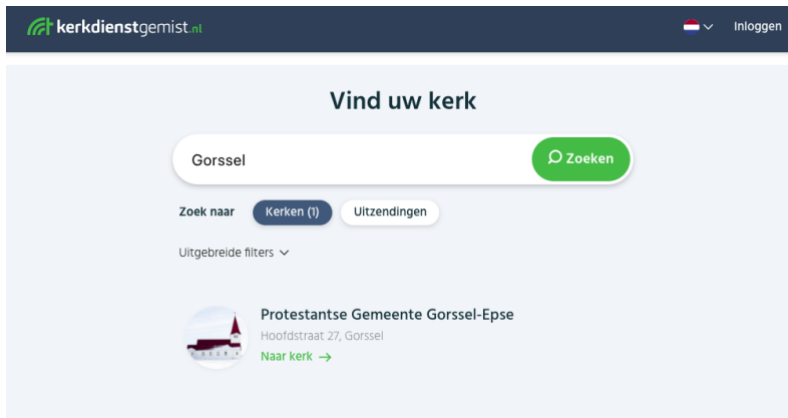 kerkdienstgemist.nl
Inloggen
Vind uw kerk
Gorssel
Zoeken
Zoek naar Kerken (1) Uitzendingen
Uitgebreide filters
Protestantse Gemeente Gorssel-Epse
Hoofdstraat 27, Gorssel
Naar kerk →